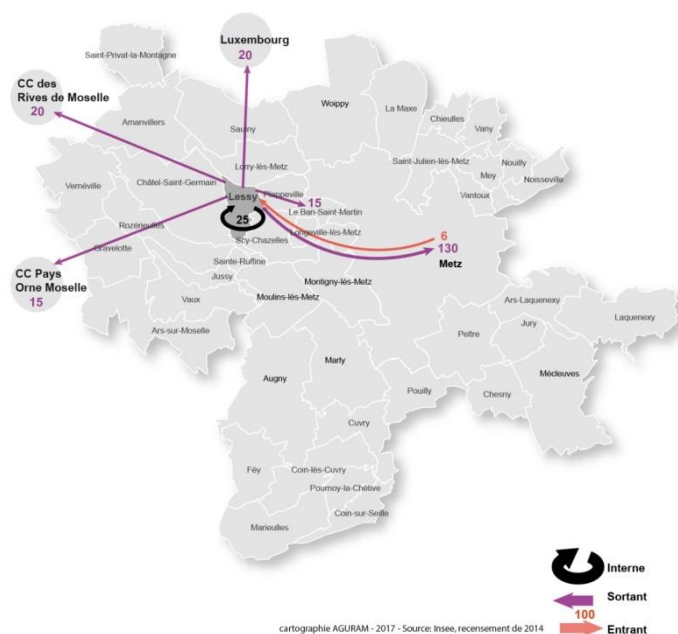 Luxembourg
20
Saint-Privat-la-Montagne
CC des
Rives de Moselle
20
Woippy
La Maxe
Chieulles
Vany
Amanvillers
Saulny
Saint-Julien-lès-Metz
Nouilly
Mey
Noisseville
Lorry-lès-Metz
Vernéville
Châtel-Saint-Germain
Plappeville
Vantoux
Lessy
15
Le Ban-Saint-Martin
25
Rozérieulles
Longeville-lès-Metz
6
Scy-Chazelles
130
Gravelotte
Metz
CC Pays
Orne Moselle
15
Sainte-Ruffine
Jussy
Montigny-lès-Metz
Vaux
Moulins-lès-Metz
Ars-Laquenexy
Laquenexy
Ars-sur-Moselle
Peltre
Jury
Marly
Mécleuves
Augny
Pouilly
Chesny
Cuvry
Féy
Coin-lès-Cuvry
Pournoy-la-Chétive
Coin-sur-Seille
Marieulles
Interne
Sortant
100
Entrant
cartographie AGURAM - 2017 - Source: Insee, recensement de 2014